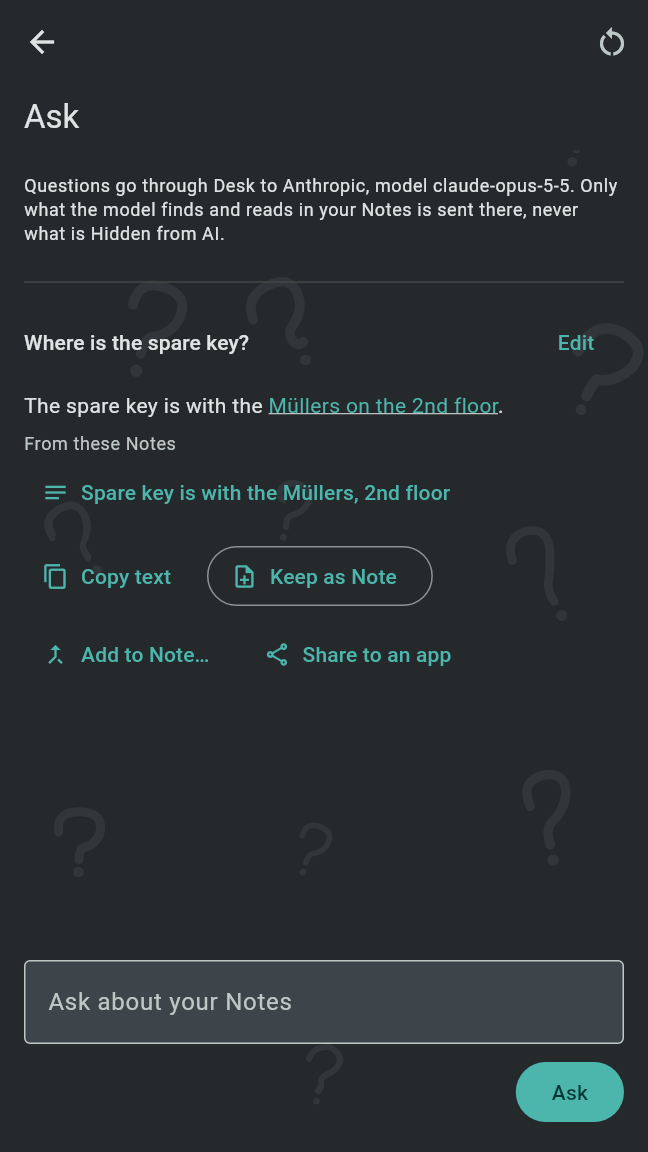 Ask
Questions go through Desk to Anthropic, model claude-opus-5-5. Only
what the model finds and reads in your Notes is sent there, never
what is Hidden from AI.
Where is the spare key?
Edit
The spare key is with the Müllers on the 2nd floor.
From these Notes
Spare key is with the Müllers, 2nd floor
Copy text
Keep as Note
Add to Note…
Share to an app
Ask about your Notes
Ask